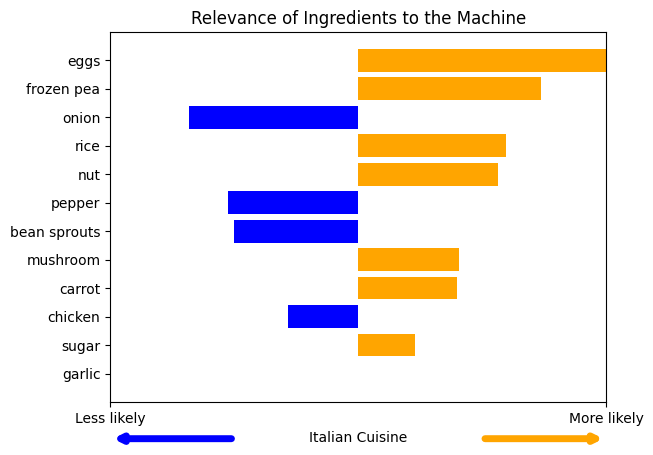 Relevance of Ingredients to the Machine
eggs
frozen pea
onion
rice
nut
pepper
bean sprouts
mushroom
carrot
chicken
sugar
garlic
Less likely
More likely
Italian Cuisine